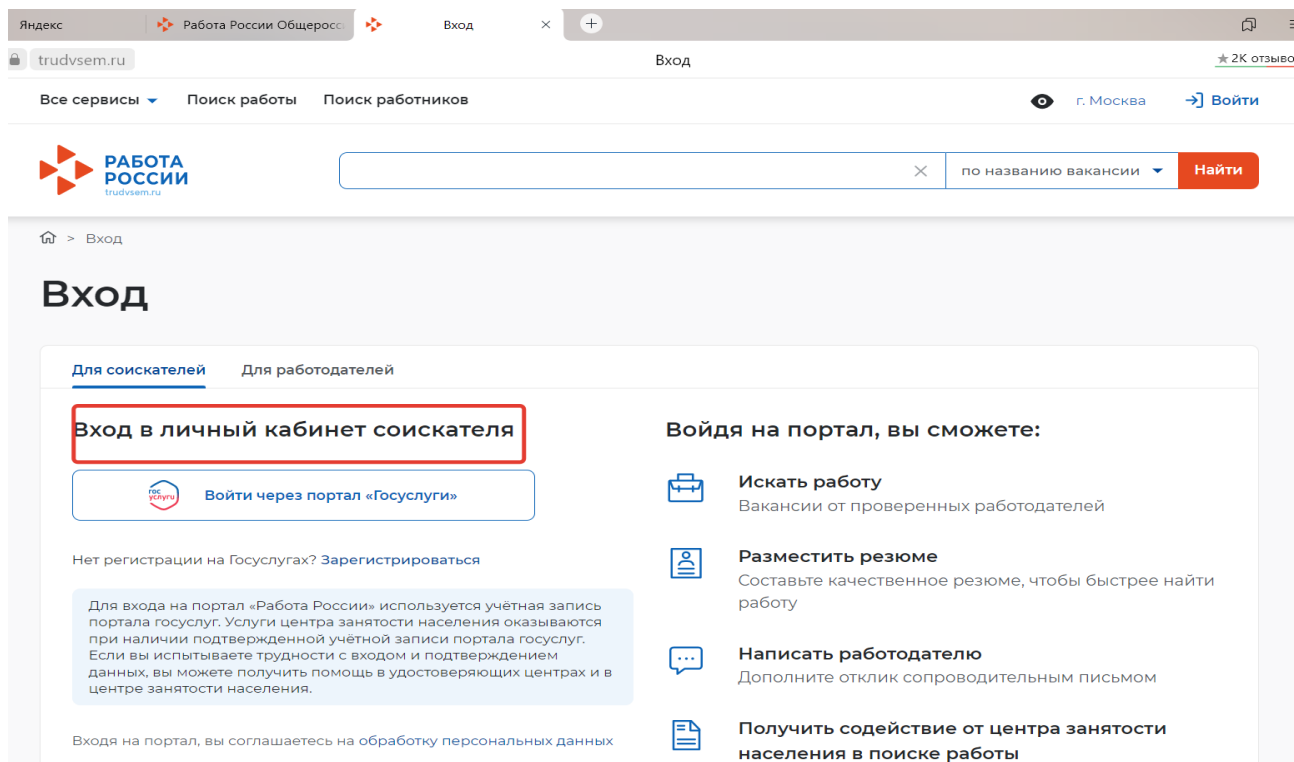 Яндекс
Работа России Общеросс
Вход
trudvsem.ru
Вход
2K отзыво
Все сервисы
Поиск работы
Поиск работников
г. Москва
Войти
РАБОТА
РОССИИ
trudvsem.ru
по названию вакансии
Найти
> Вход
Вход
Для соискателей
Для работодателей
Вход в личный кабинет соискателя
гос
услуги
Войти через портал «Госуслуги»
Нет регистрации на Госуслугах? Зарегистрироваться
Для входа на портал «Работа России» используется учётная запись
портала госуслуг. Услуги центра занятости населения оказываются
при наличии подтвержденной учётной записи портала госуслуг.
Если вы испытываете трудности с входом и подтверждением
данных, вы можете получить помощь в удостоверяющих центрах и в
центре занятости населения.
Входя на портал, вы соглашаетесь на обработку персональных данных
Войдя на портал, вы сможете:
Искать работу
Вакансии от проверенных работодателей
Разместить резюме
Составьте качественное резюме, чтобы быстрее найти
работу
Написать работодателю
Дополните отклик сопроводительным письмом
Получить содействие от центра занятости
населения в поиске работы